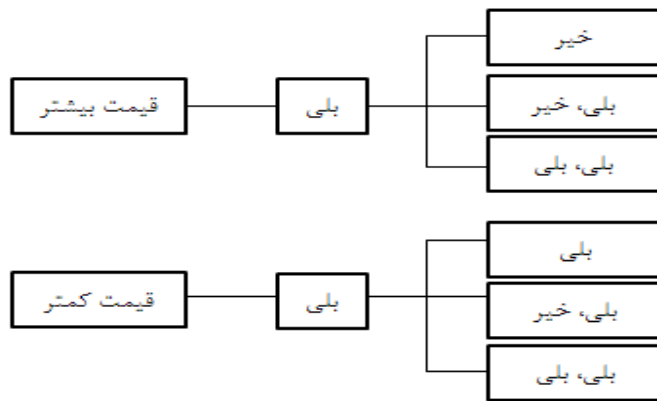 خیر
قیمت بیشتر
بلی
بلی، خیر
بلی، بلی
بلی
قیمت کمتر
بلی
بلی، خیر
بلی، بلی